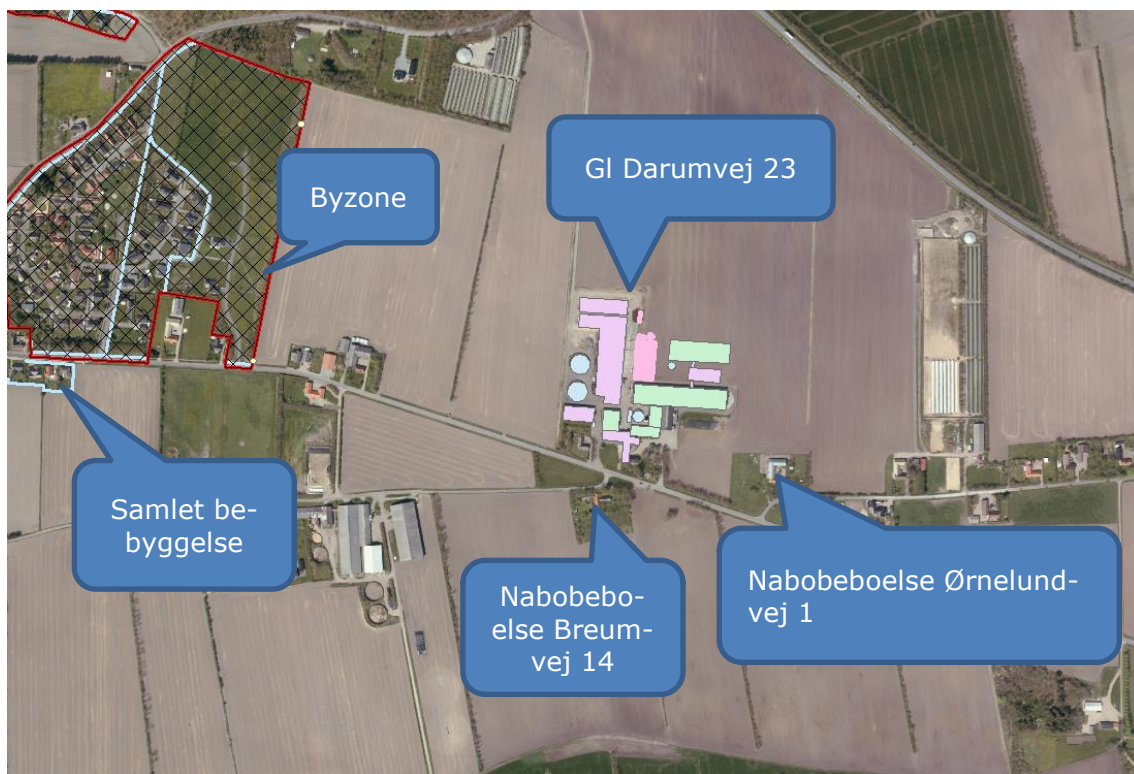 Gl Darumvej 23
Byzone
Samlet be-
byggelse
Nabobebo-
else Breum-
vej 14
Nabobeboelse Ørnelund-
vej 1